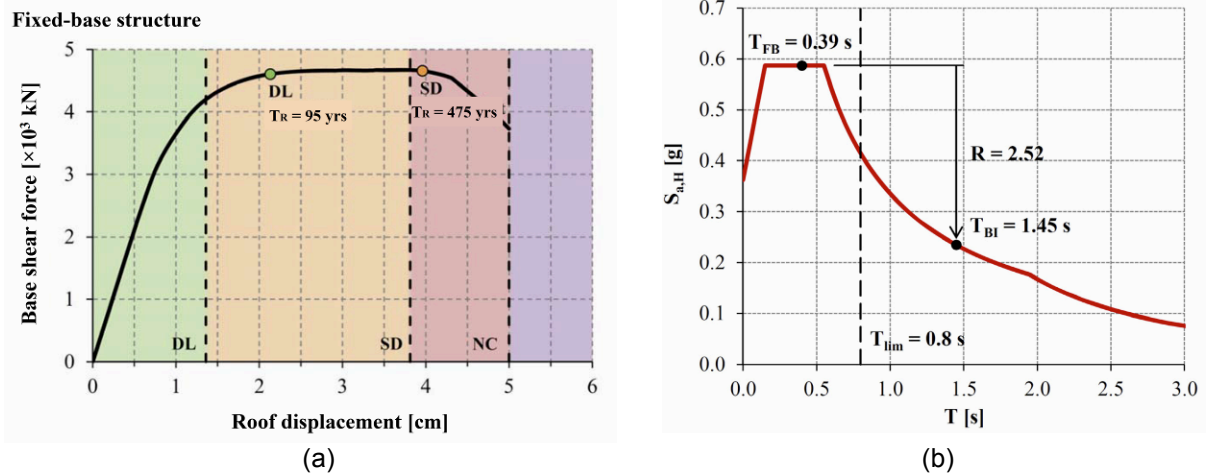 Fixed-base structure
5
4
3
2
1
0
Base shear force [×10³ kN]
DL
T_R = 95 yrs
SD
T_R = 475 yrs
DL
SD
NC
0 1 2 3 4 5 6
Roof displacement [cm]
(a)
0.7
0.6
0.5
0.4
0.3
0.2
0.1
0.0
S_a,H [g]
T_FB = 0.39 s
R = 2.52
T_BI = 1.45 s
T_lim = 0.8 s
0.0 0.5 1.0 1.5 2.0 2.5 3.0
T [s]
(b)